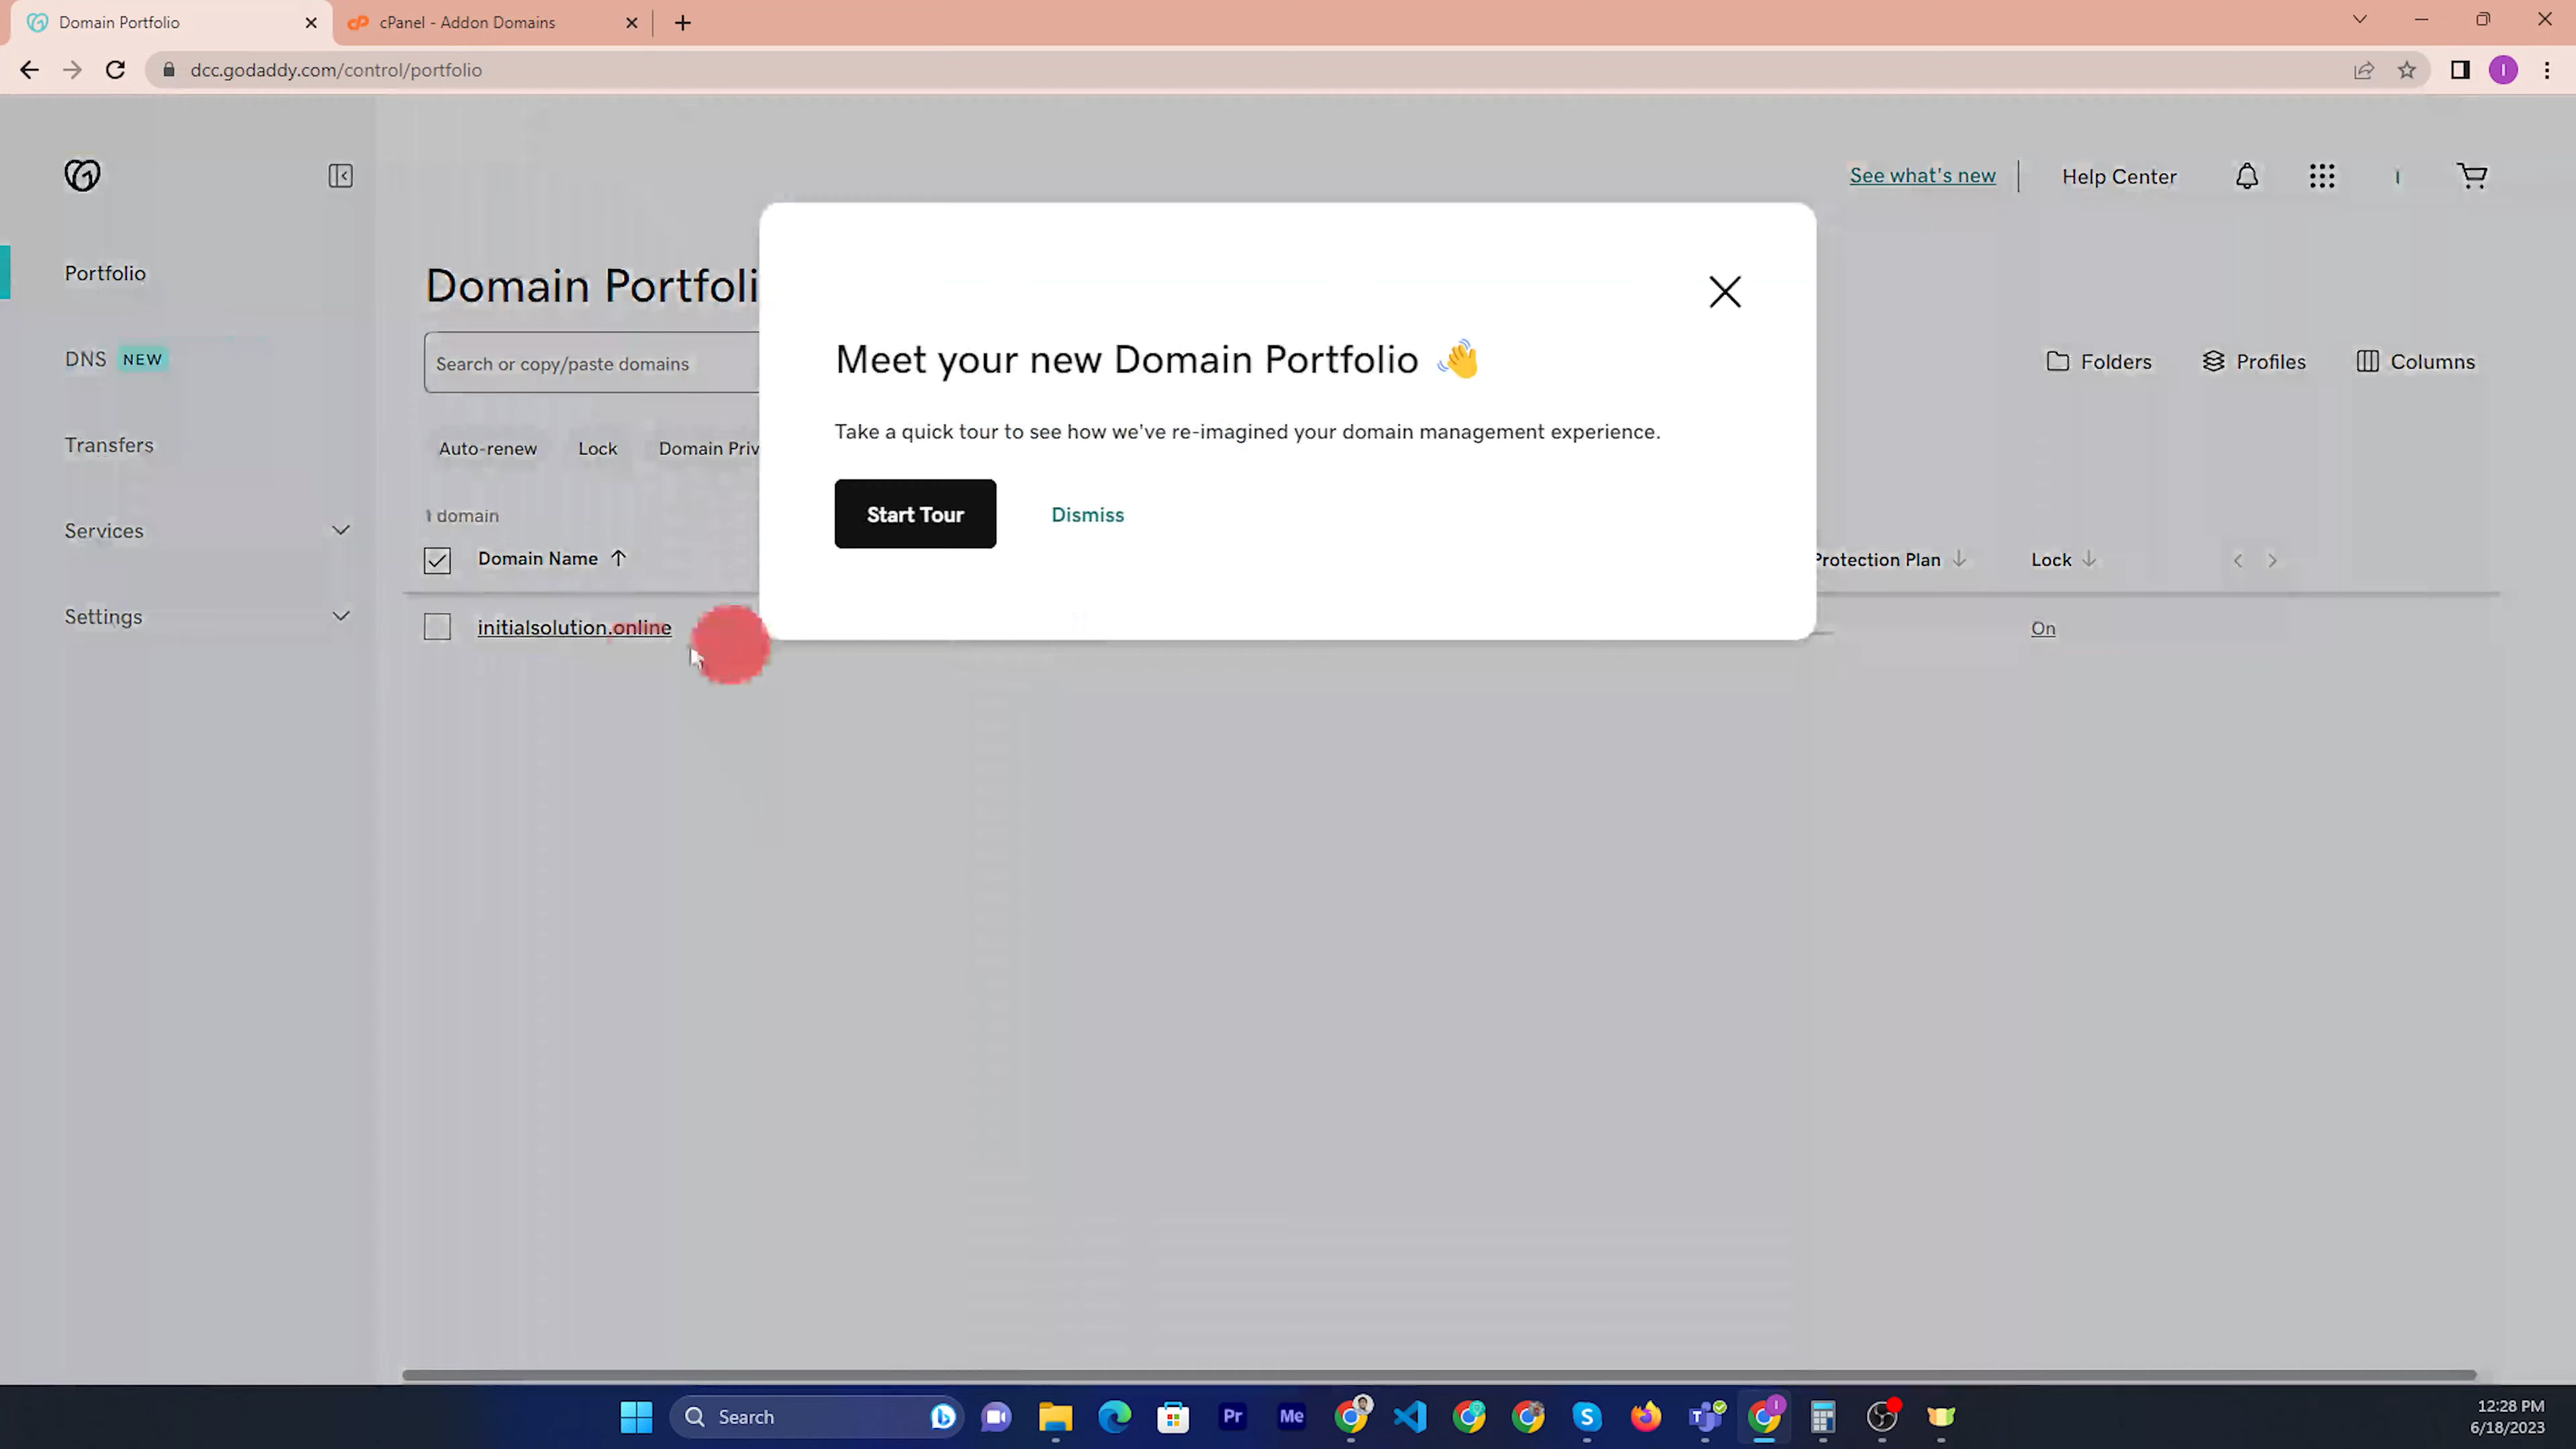 Domain Portfolio
cPanel - Addon Domains
dcc.godaddy.com/control/portfolio
I
See what's new
Help Center
I
Portfolio
DNS NEW
Transfers
Services
Settings
Domain Portfoli
Search or copy/paste domains
Folders
Profiles
Columns
Auto-renew
Lock
Domain Priv
1 domain
Domain Name
Protection Plan
Lock
initialsolution.online
On
Meet your new Domain Portfolio 👋
Take a quick tour to see how we've re-imagined your domain management experience.
Start Tour
Dismiss
Search
Pr
Me
12:28 PM
6/18/2023